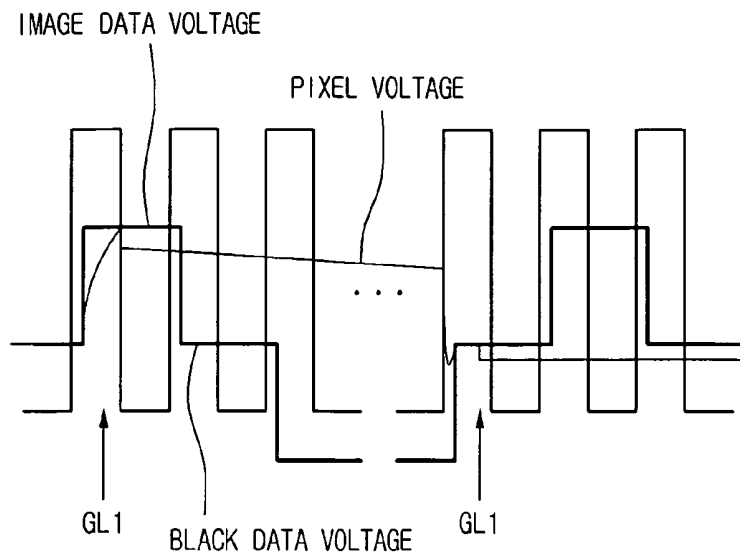 IMAGE DATA VOLTAGE
PIXEL VOLTAGE
...
GL1
GL1
BLACK DATA VOLTAGE